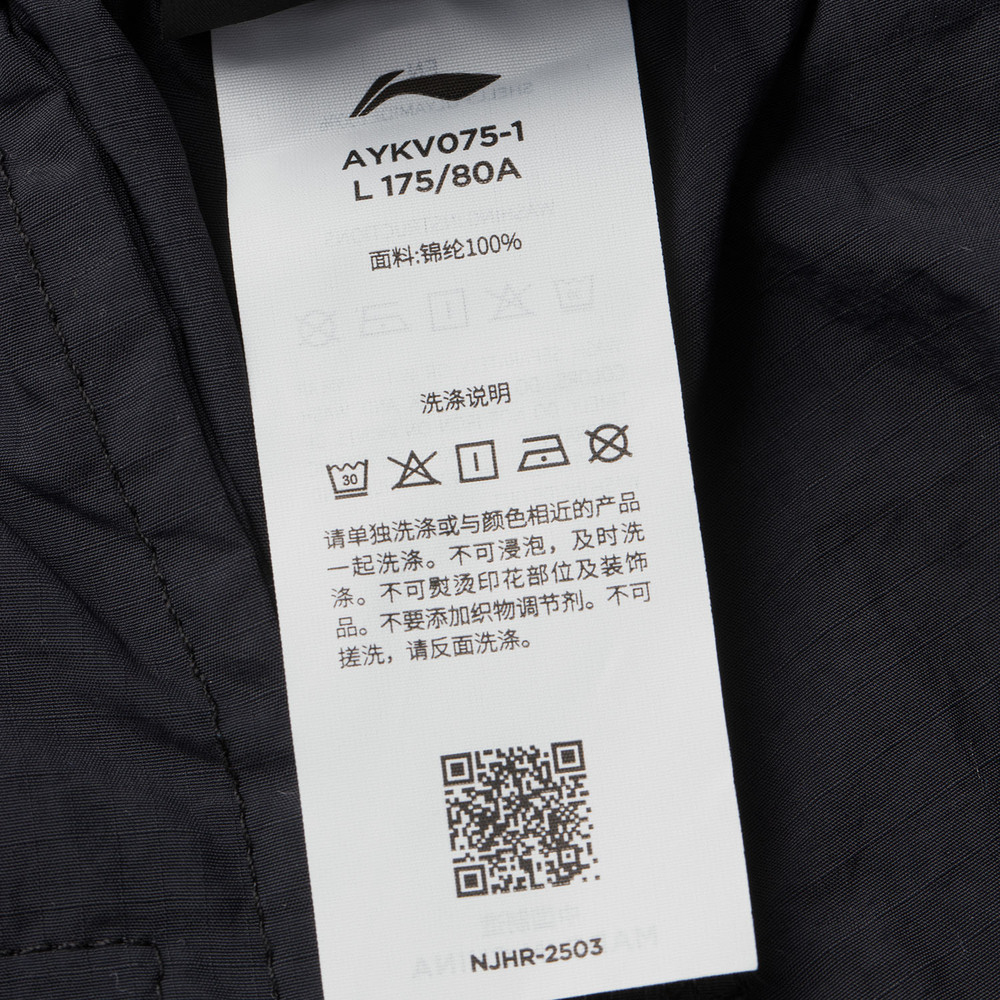 AYKV075-1
L 175/80A
面料:锦纶100%
洗涤说明
30
请单独洗涤或与颜色相近的产品
一起洗涤。不可浸泡，及时洗
涤。不可熨烫印花部位及装饰
品。不要添加织物调节剂。不可
搓洗，请反面洗涤。
NJHR-2503